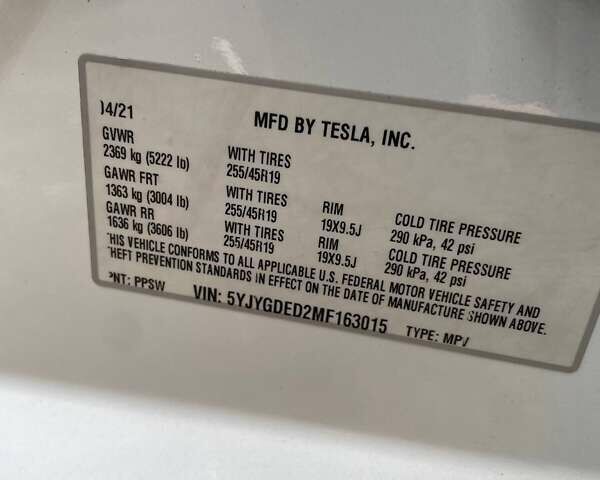 )4/21 MFD BY TESLA, INC.
GVWR
2369 kg (5222 lb) WITH TIRES 255/45R19
GAWR FRT
1363 kg (3004 lb) WITH TIRES 255/45R19 RIM 19X9.5J COLD TIRE PRESSURE 290 kPa, 42 psi
GAWR RR
1636 kg (3606 lb) WITH TIRES 255/45R19 RIM 19X9.5J COLD TIRE PRESSURE 290 kPa, 42 psi
HIS VEHICLE CONFORMS TO ALL APPLICABLE U.S. FEDERAL MOTOR VEHICLE SAFETY AND
HEFT PREVENTION STANDARDS IN EFFECT ON THE DATE OF MANUFACTURE SHOWN ABOVE.
PNT: PPSW VIN: 5YJYGDED2MF163015 TYPE: MP